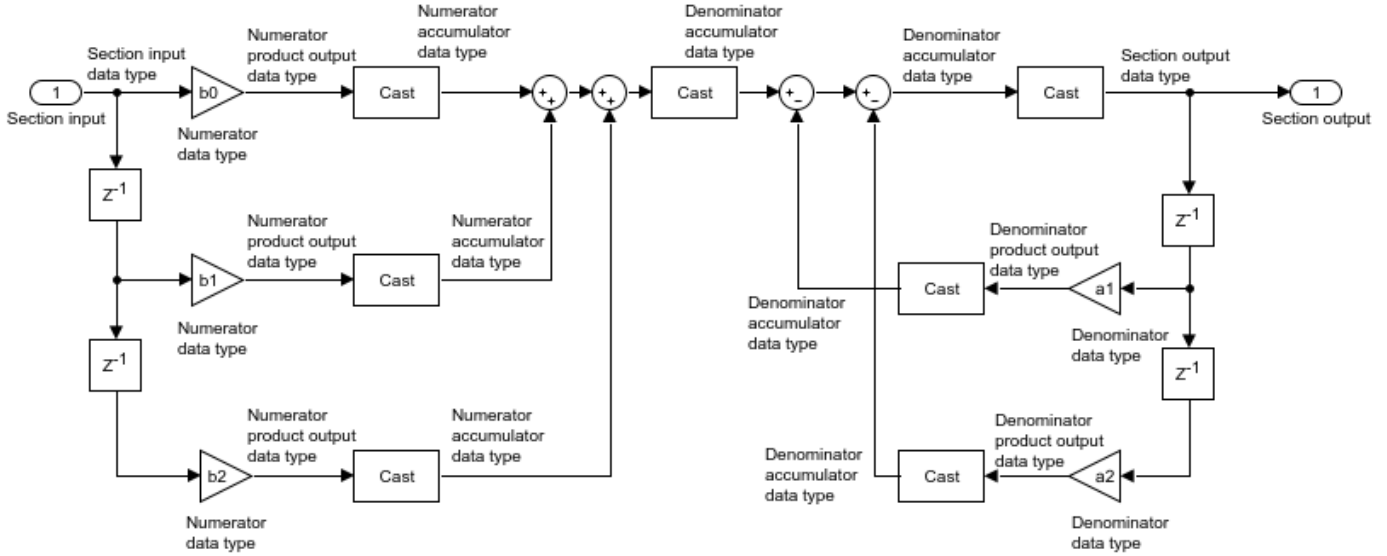 Numerator
accumulator
data type
Denominator
accumulator
data type
Section input
data type
Numerator
product output
data type
Denominator
accumulator
data type
Section output
data type
1
b0
Cast
+
+
+
+
Cast
+
−
+
−
Cast
1
Section input
Section output
Numerator
data type
Z-1
Z-1
Numerator
product output
data type
Numerator
accumulator
data type
Denominator
product output
data type
b1
Cast
Cast
a1
Denominator
accumulator
data type
Numerator
data type
Denominator
data type
Z-1
Z-1
Numerator
product output
data type
Numerator
accumulator
data type
Denominator
accumulator
data type
Denominator
product output
data type
b2
Cast
Cast
a2
Numerator
data type
Denominator
data type